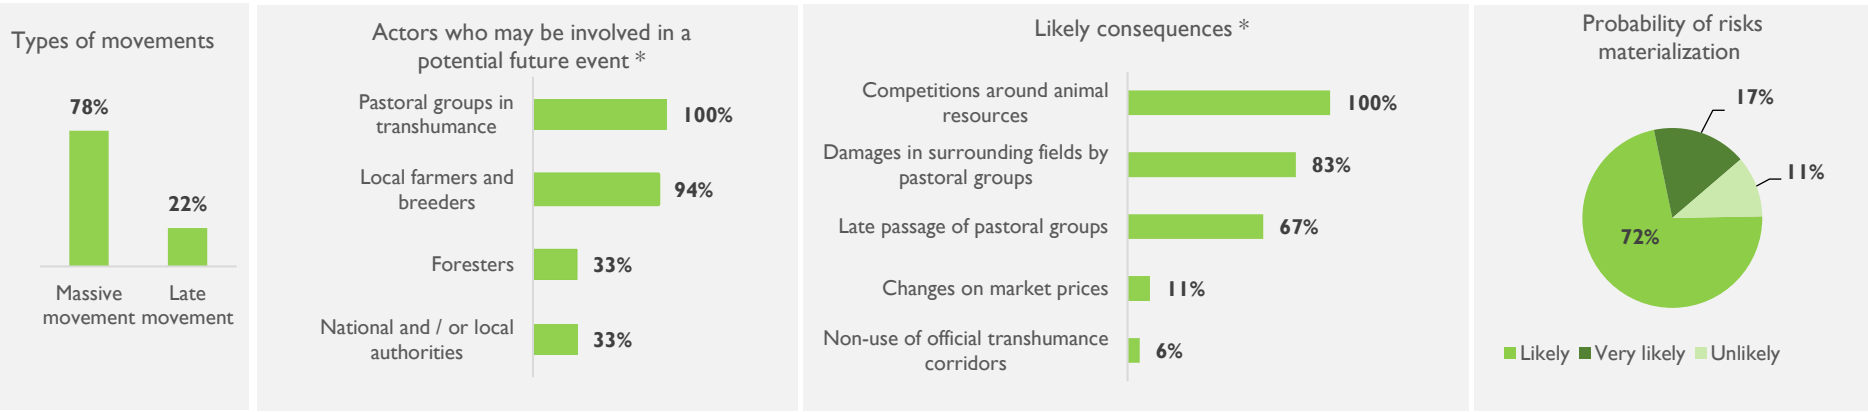 Types of movements
78%
22%
Massive
movement
Late
movement
Actors who may be involved in a
potential future event *
Pastoral groups in
transhumance
100%
Local farmers and
breeders
94%
Foresters
33%
National and / or local
authorities
33%
Likely consequences *
Competitions around animal
resources
100%
Damages in surrounding fields by
pastoral groups
83%
Late passage of pastoral groups
67%
Changes on market prices
11%
Non-use of official transhumance
corridors
6%
Probability of risks
materialization
17%
11%
72%
Likely
Very likely
Unlikely